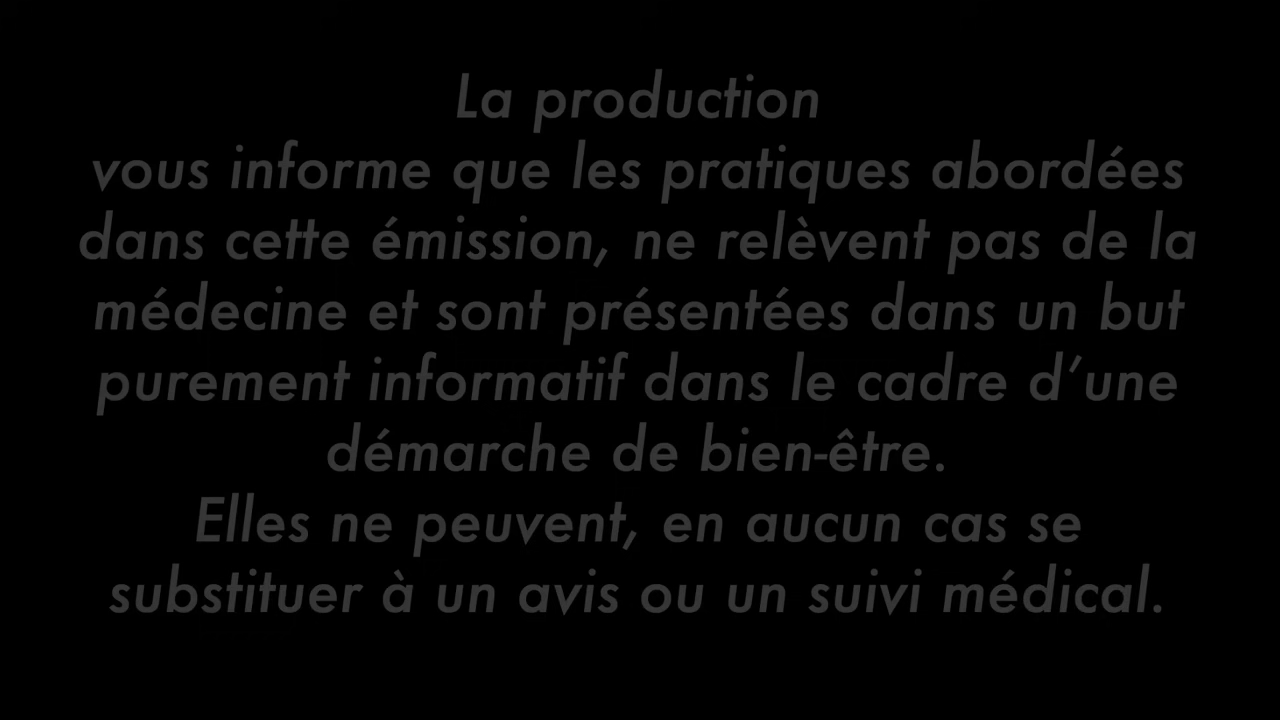 La production
vous informe que les pratiques abordées
dans cette émission, ne relèvent pas de la
médecine et sont présentées dans un but
purement informatif dans le cadre d’une
démarche de bien-être.
Elles ne peuvent, en aucun cas se
substituer à un avis ou un suivi médical.